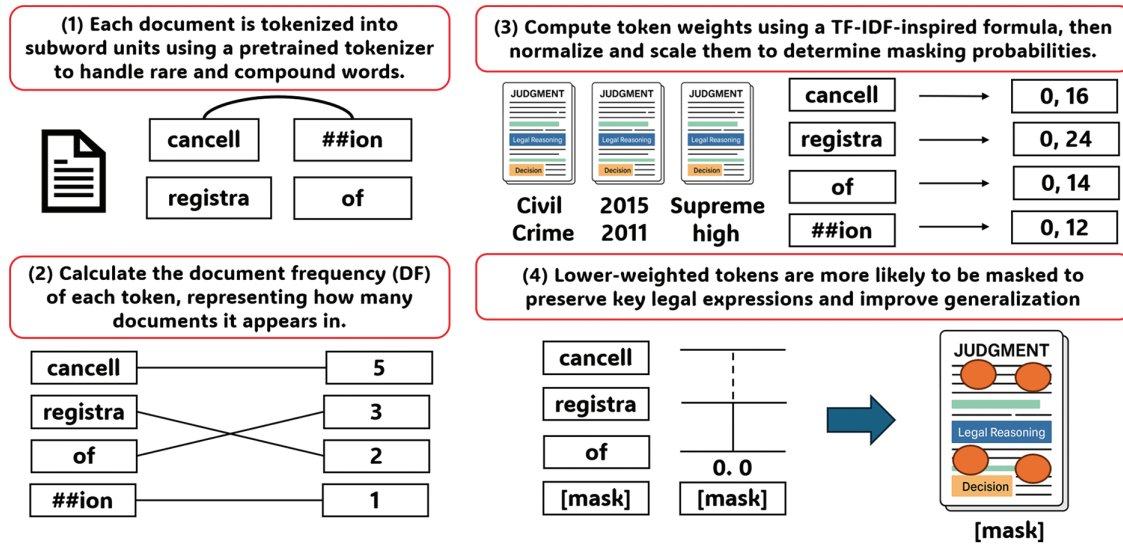 (1) Each document is tokenized into
subword units using a pretrained tokenizer
to handle rare and compound words.
cancell
##ion
registra
of
(2) Calculate the document frequency (DF)
of each token, representing how many
documents it appears in.
cancell
5
registra
3
of
2
##ion
1
(3) Compute token weights using a TF-IDF-inspired formula, then
normalize and scale them to determine masking probabilities.
JUDGMENT
Legal Reasoning
Decision
JUDGMENT
Legal Reasoning
Decision
JUDGMENT
Legal Reasoning
Decision
Civil
Crime
2015
2011
Supreme
high
cancell
0, 16
registra
0, 24
of
0, 14
##ion
0, 12
(4) Lower-weighted tokens are more likely to be masked to
preserve key legal expressions and improve generalization
cancell
registra
of
[mask]
0. 0
[mask]
JUDGMENT
Legal Reasoning
Decision
[mask]